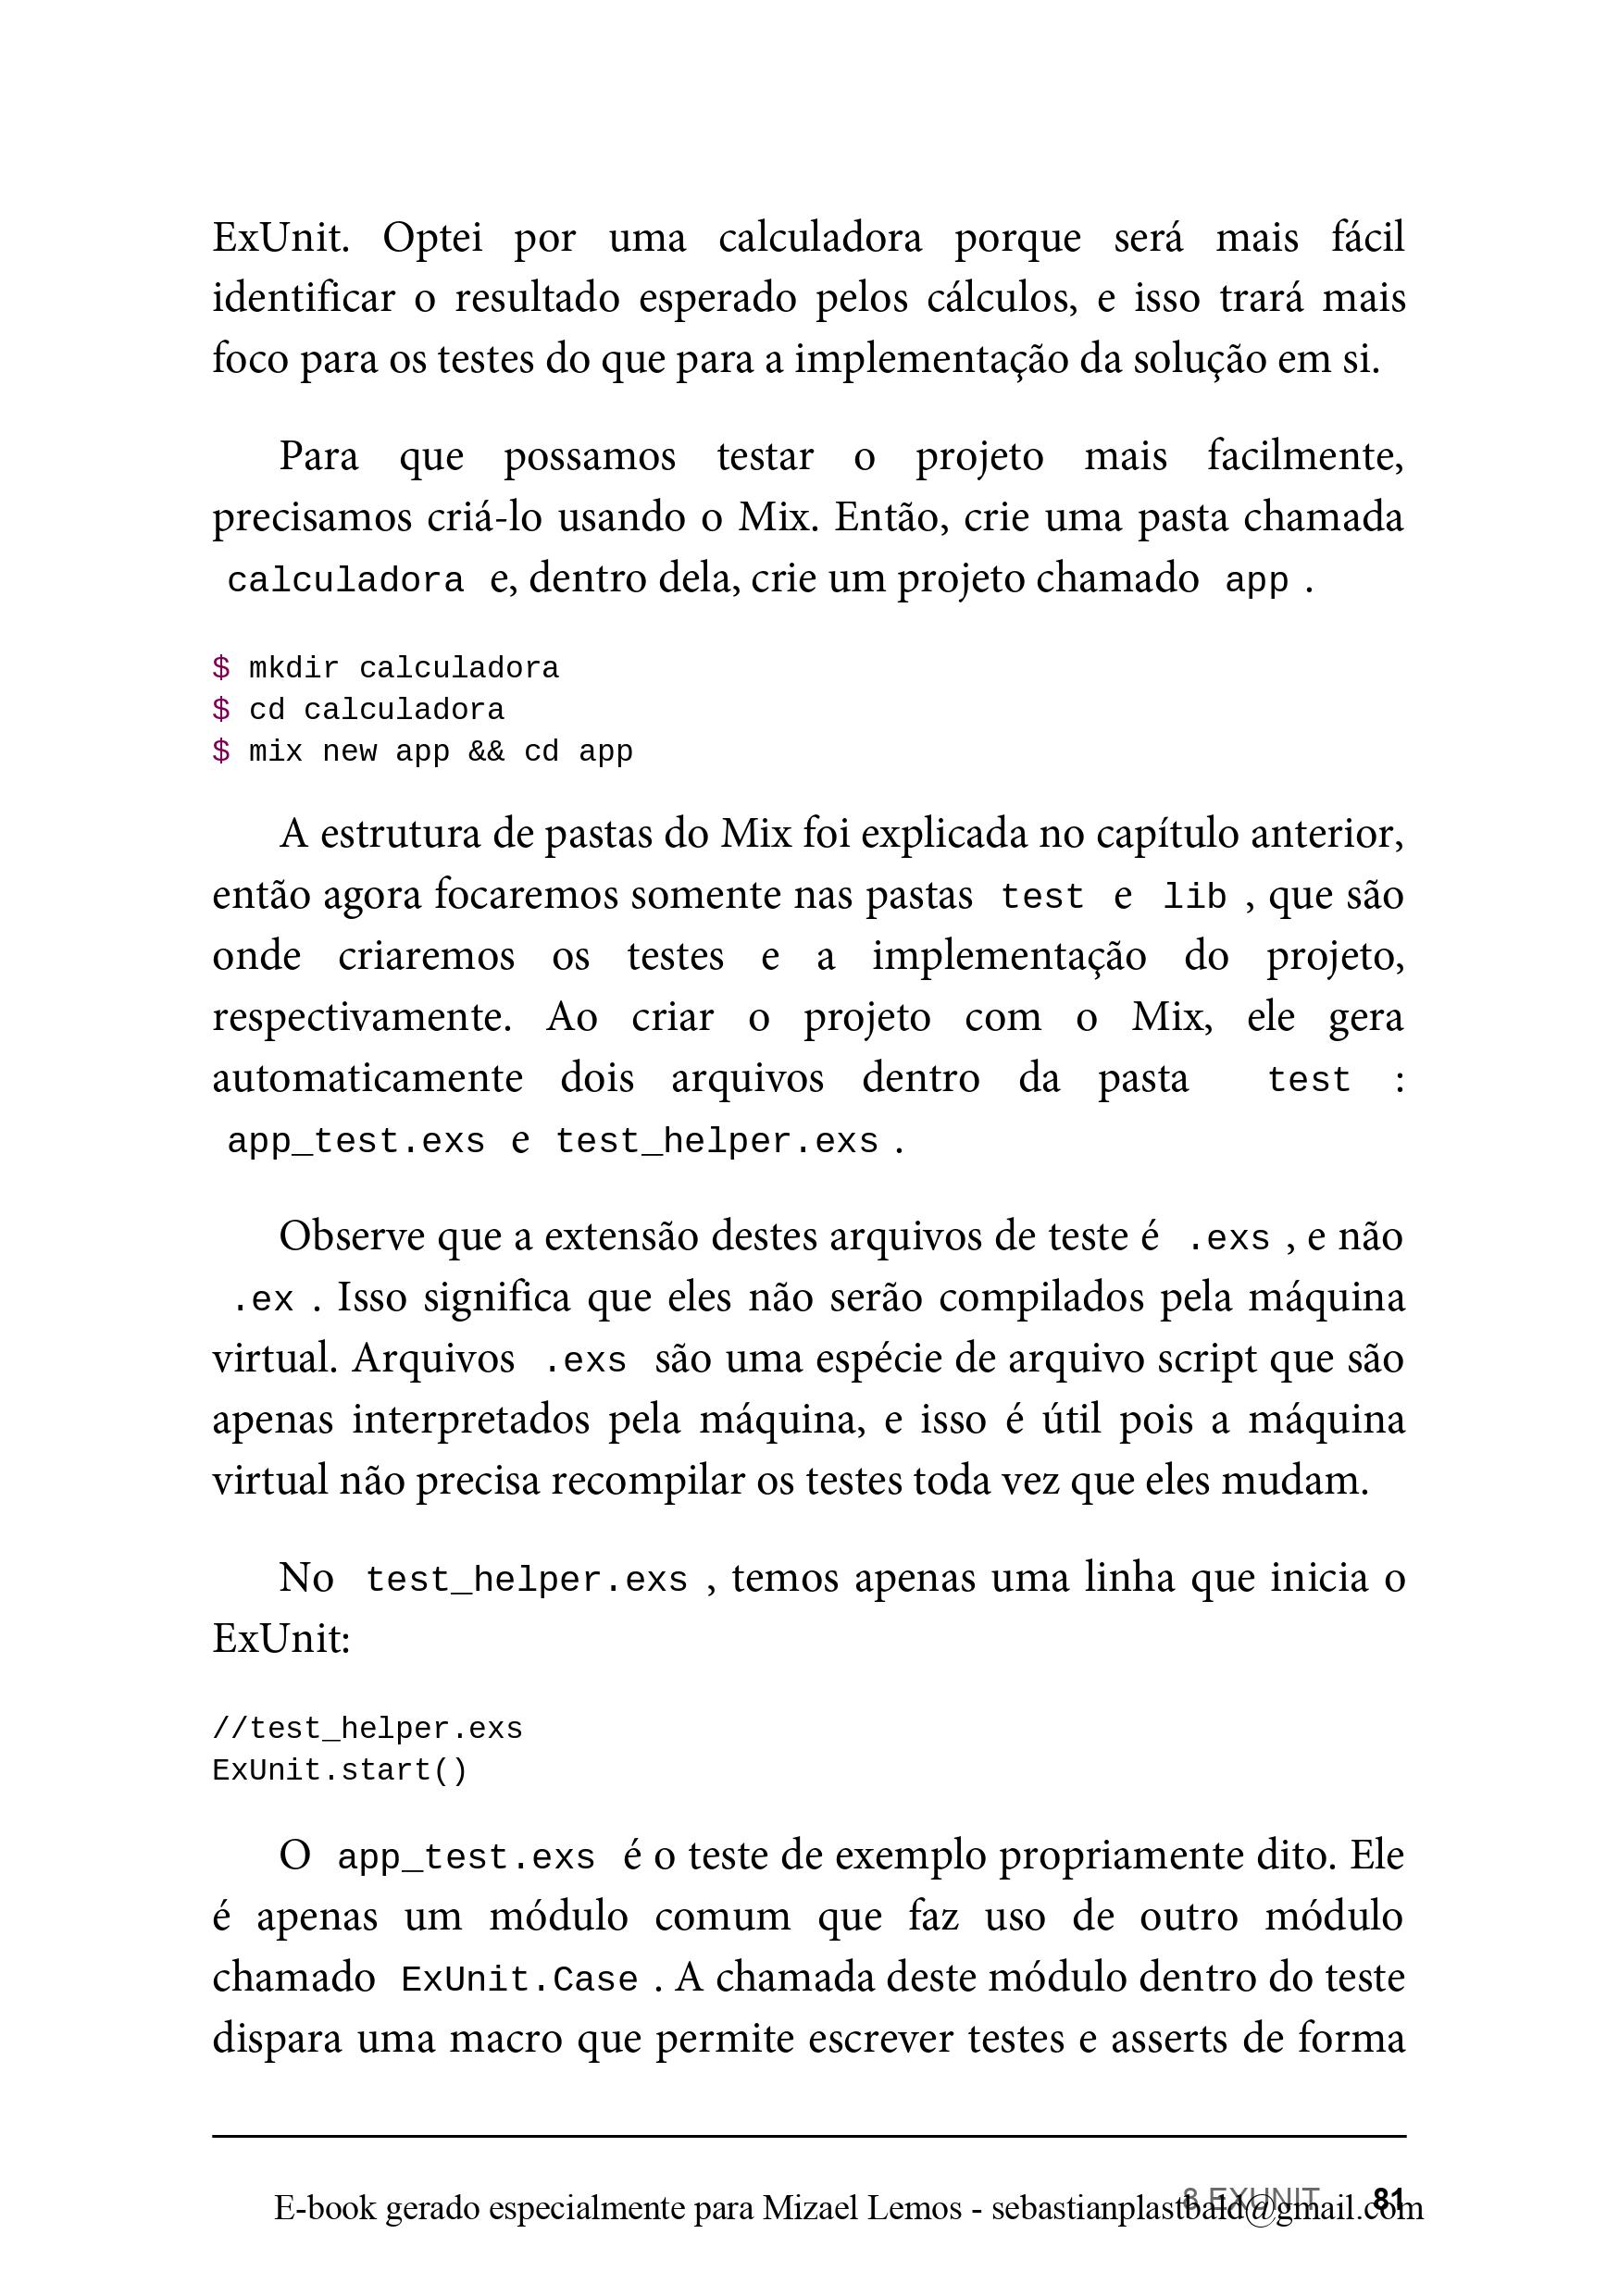 ExUnit. Optei por uma calculadora porque será mais fácil
identificar o resultado esperado pelos cálculos, e isso trará mais
foco para os testes do que para a implementação da solução em si.
Para que possamos testar o projeto mais facilmente,
precisamos criá-lo usando o Mix. Então, crie uma pasta chamada
calculadora e, dentro dela, crie um projeto chamado app .
$ mkdir calculadora
$ cd calculadora
$ mix new app && cd app
A estrutura de pastas do Mix foi explicada no capítulo anterior,
então agora focaremos somente nas pastas test e lib , que são
onde criaremos os testes e a implementação do projeto,
respectivamente. Ao criar o projeto com o Mix, ele gera
automaticamente dois arquivos dentro da pasta test :
app_test.exs e test_helper.exs .
Observe que a extensão destes arquivos de teste é .exs , e não
.ex . Isso significa que eles não serão compilados pela máquina
virtual. Arquivos .exs são uma espécie de arquivo script que são
apenas interpretados pela máquina, e isso é útil pois a máquina
virtual não precisa recompilar os testes toda vez que eles mudam.
No test_helper.exs , temos apenas uma linha que inicia o
ExUnit:
//test_helper.exs
ExUnit.start()
O app_test.exs é o teste de exemplo propriamente dito. Ele
é apenas um módulo comum que faz uso de outro módulo
chamado ExUnit.Case . A chamada deste módulo dentro do teste
dispara uma macro que permite escrever testes e asserts de forma
8 EXUNIT 81
E-book gerado especialmente para Mizael Lemos - sebastianplastbaid@gmail.com